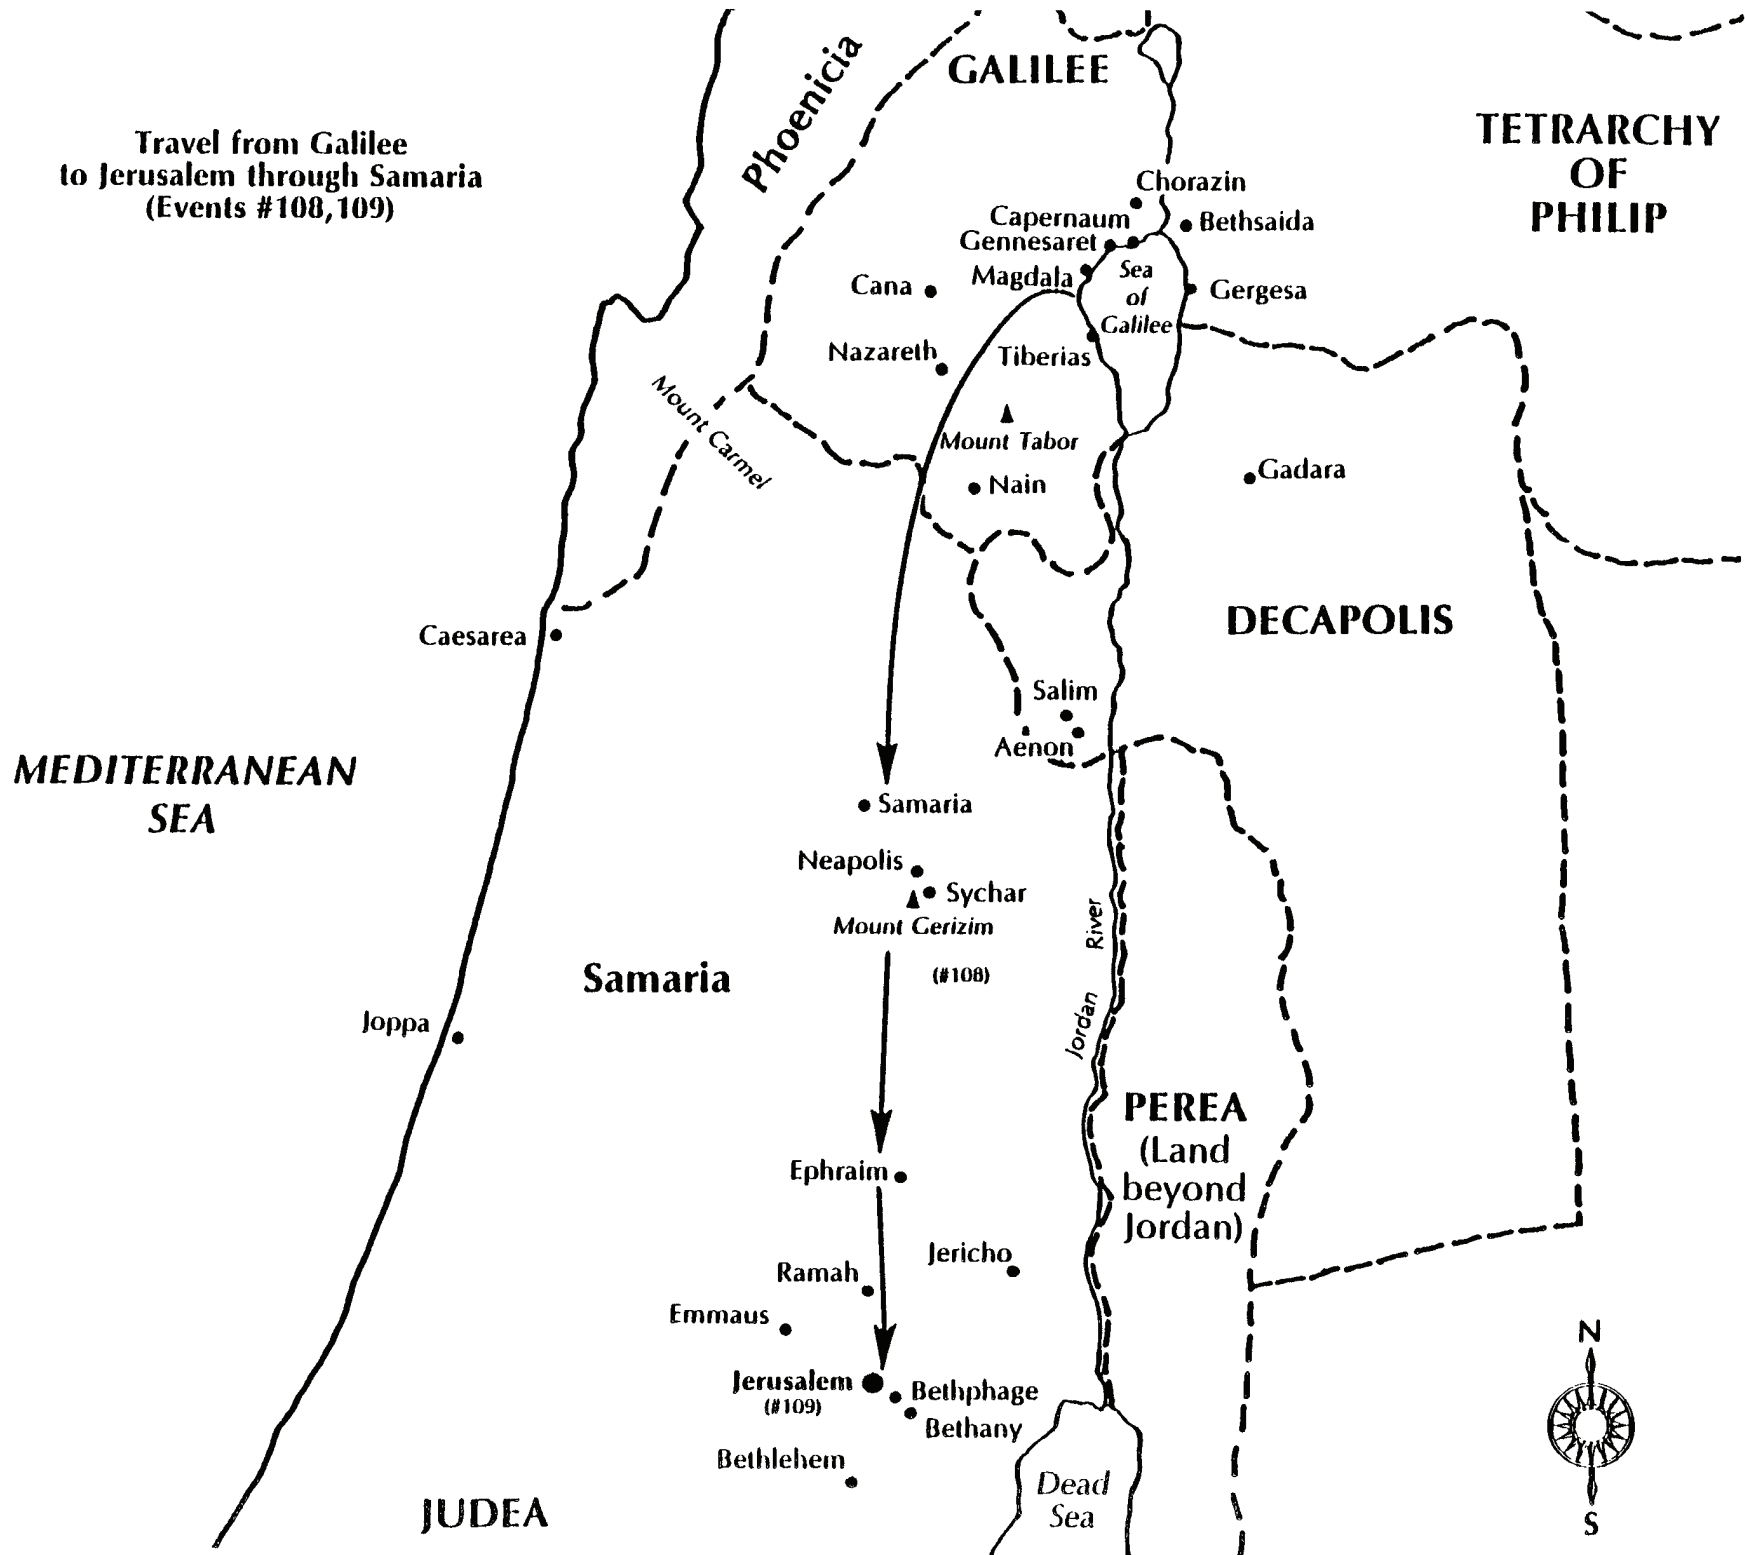 Phoenicia
GALILEE
Travel from Galilee
to Jerusalem through Samaria
(Events #108,109)
TETRARCHY
OF
PHILIP
Chorazin
Capernaum
Bethsaida
Gennesaret
Magdala
Sea
of
Galilee
Cana
Gergesa
Nazareth
Tiberias
Mount Carmel
Mount Tabor
Nain
Gadara
Caesarea
DECAPOLIS
Salim
Aenon
MEDITERRANEAN
SEA
Samaria
Neapolis
Sychar
Mount Gerizim
(#108)
Samaria
Jordan River
Joppa
PEREA
(Land
beyond
Jordan)
Ephraim
Jericho
Ramah
Emmaus
Jerusalem
(#109)
Bethphage
Bethany
Bethlehem
JUDEA
Dead
Sea
N
S